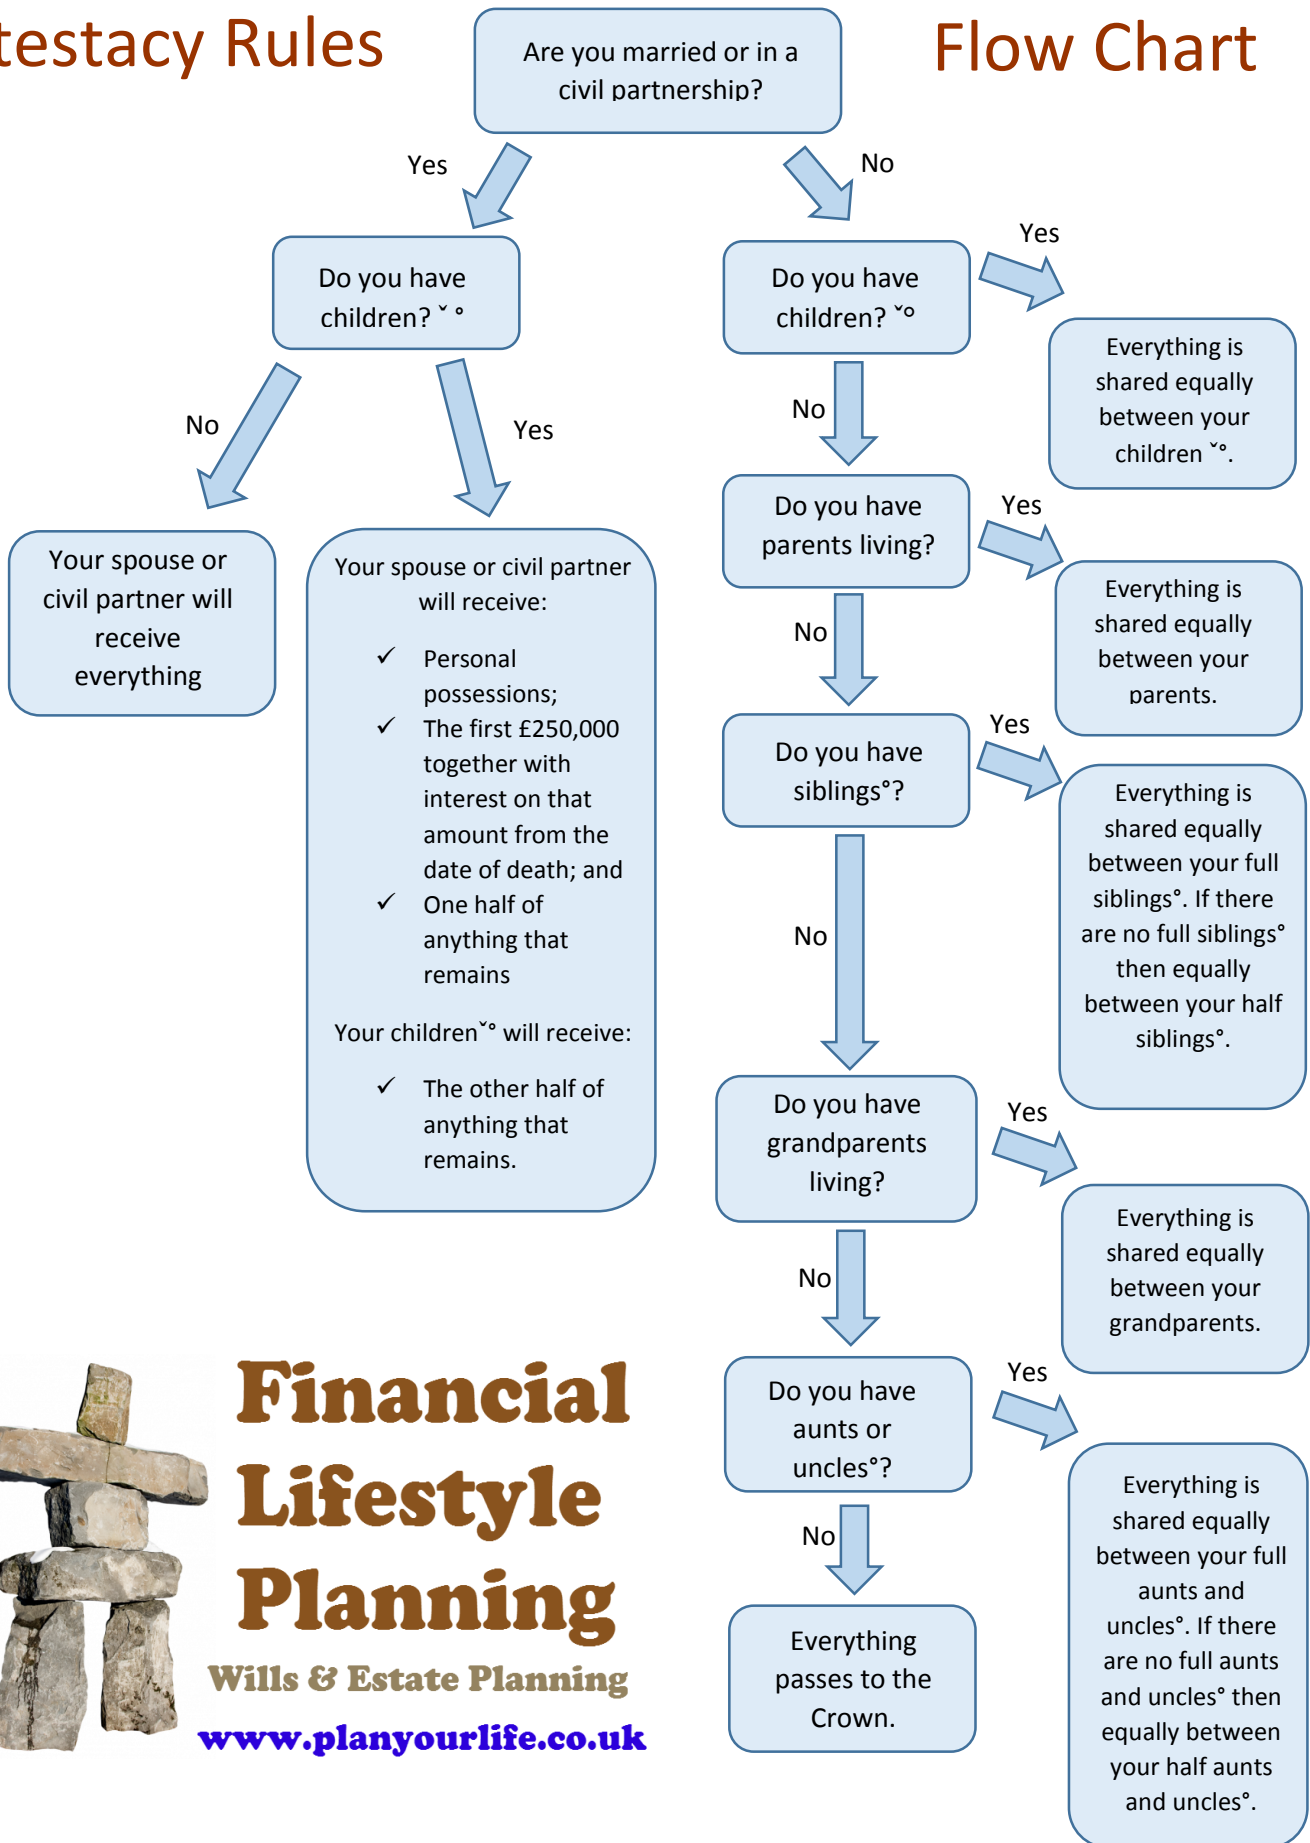 testacy Rules
Flow Chart
Are you married or in a
civil partnership?
Yes
No
Do you have
children? ˇ °
No
Yes
Your spouse or
civil partner will
receive
everything
Your spouse or civil partner
will receive:
✓ Personal
possessions;
✓ The first £250,000
together with
interest on that
amount from the
date of death; and
✓ One half of
anything that
remains
Your childrenˇ° will receive:
✓ The other half of
anything that
remains.
Do you have
children? ˇ°
Yes
Everything is
shared equally
between your
children ˇ°.
No
Do you have
parents living?
Yes
Everything is
shared equally
between your
parents.
No
Do you have
siblings°?
Yes
Everything is
shared equally
between your full
siblings°. If there
are no full siblings°
then equally
between your half
siblings°.
No
Do you have
grandparents
living?
Yes
Everything is
shared equally
between your
grandparents.
No
Do you have
aunts or
uncles°?
Yes
Everything is
shared equally
between your full
aunts and
uncles°. If there
are no full aunts
and uncles° then
equally between
your half aunts
and uncles°.
No
Everything
passes to the
Crown.
Financial
Lifestyle
Planning
Wills & Estate Planning
www.planyourlife.co.uk